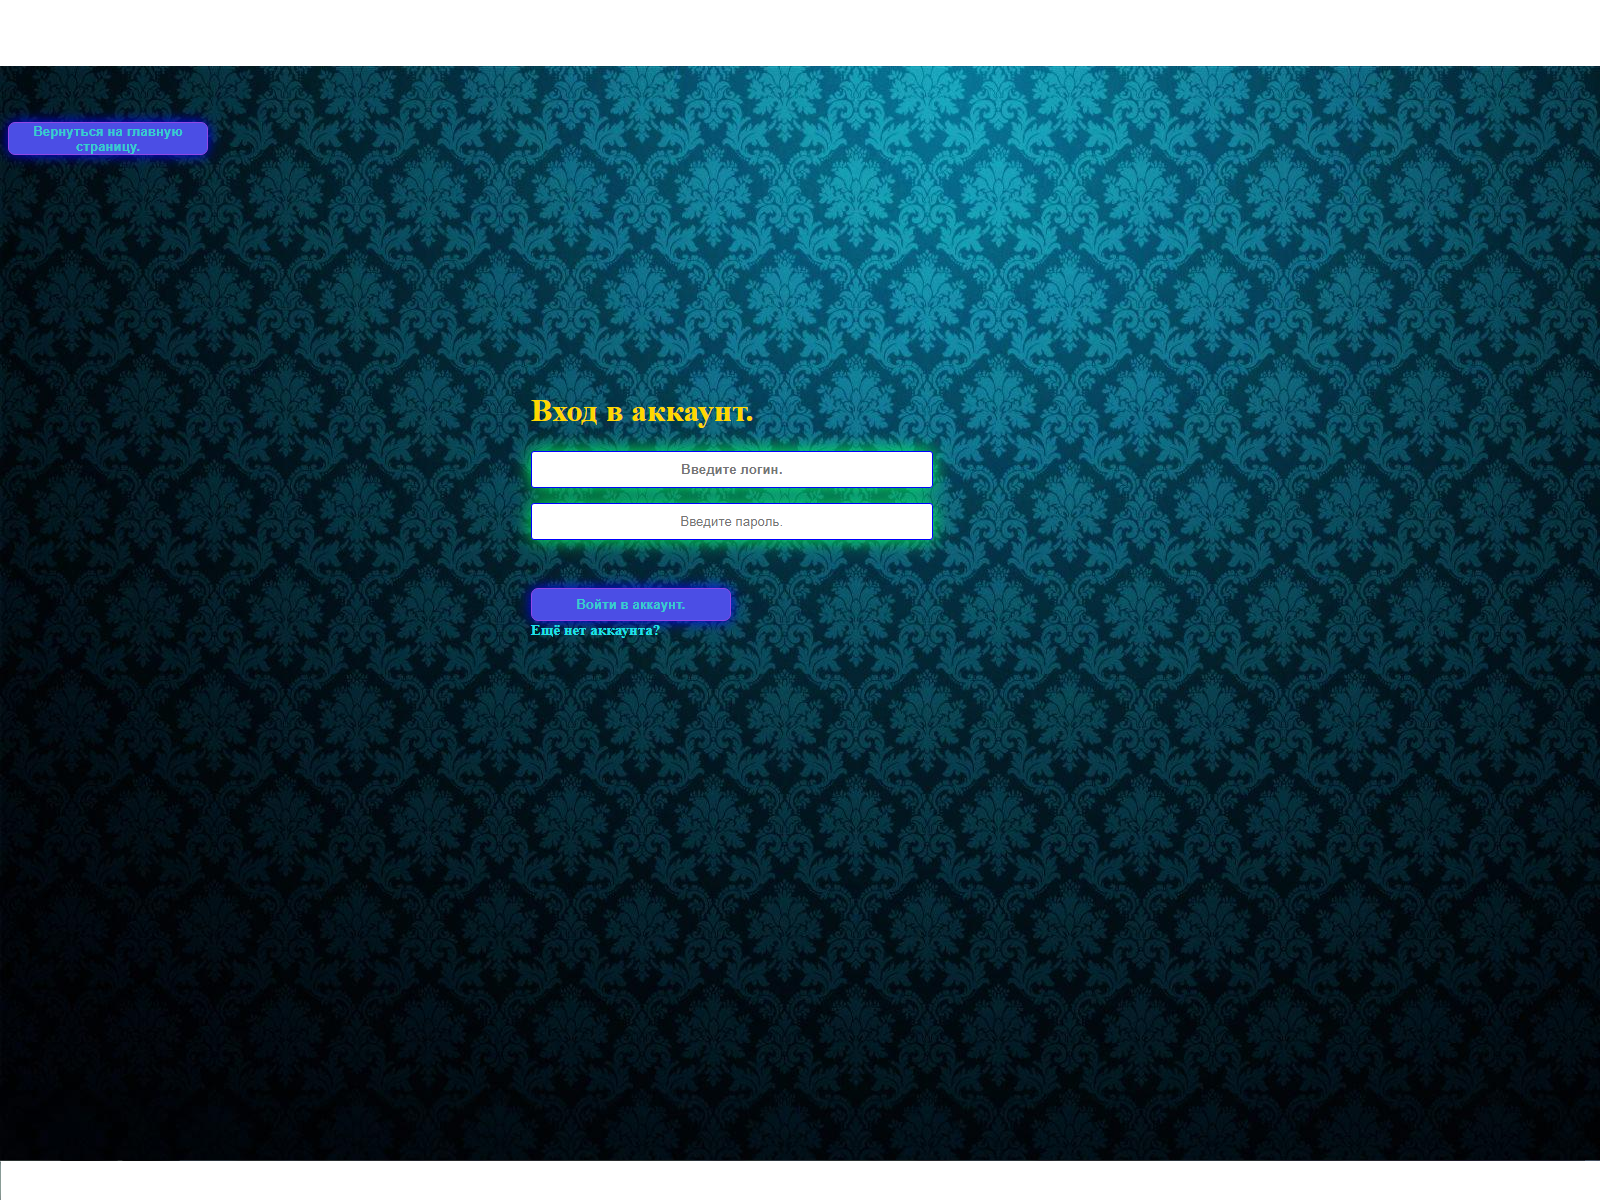 Вернуться на главную
страницу.
Вход в аккаунт.
Введите логин.
Введите пароль.
Войти в аккаунт.
Ещё нет аккаунта?